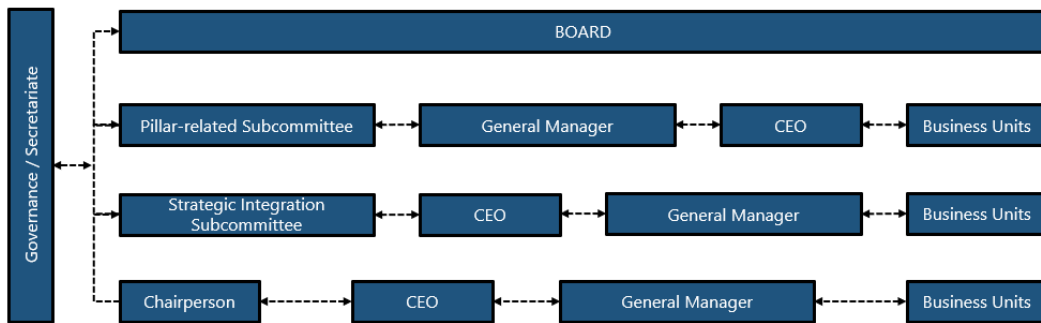 Governance / Secretariate
BOARD
Pillar-related Subcommittee
General Manager
CEO
Business Units
Strategic Integration
Subcommittee
CEO
General Manager
Business Units
Chairperson
CEO
General Manager
Business Units